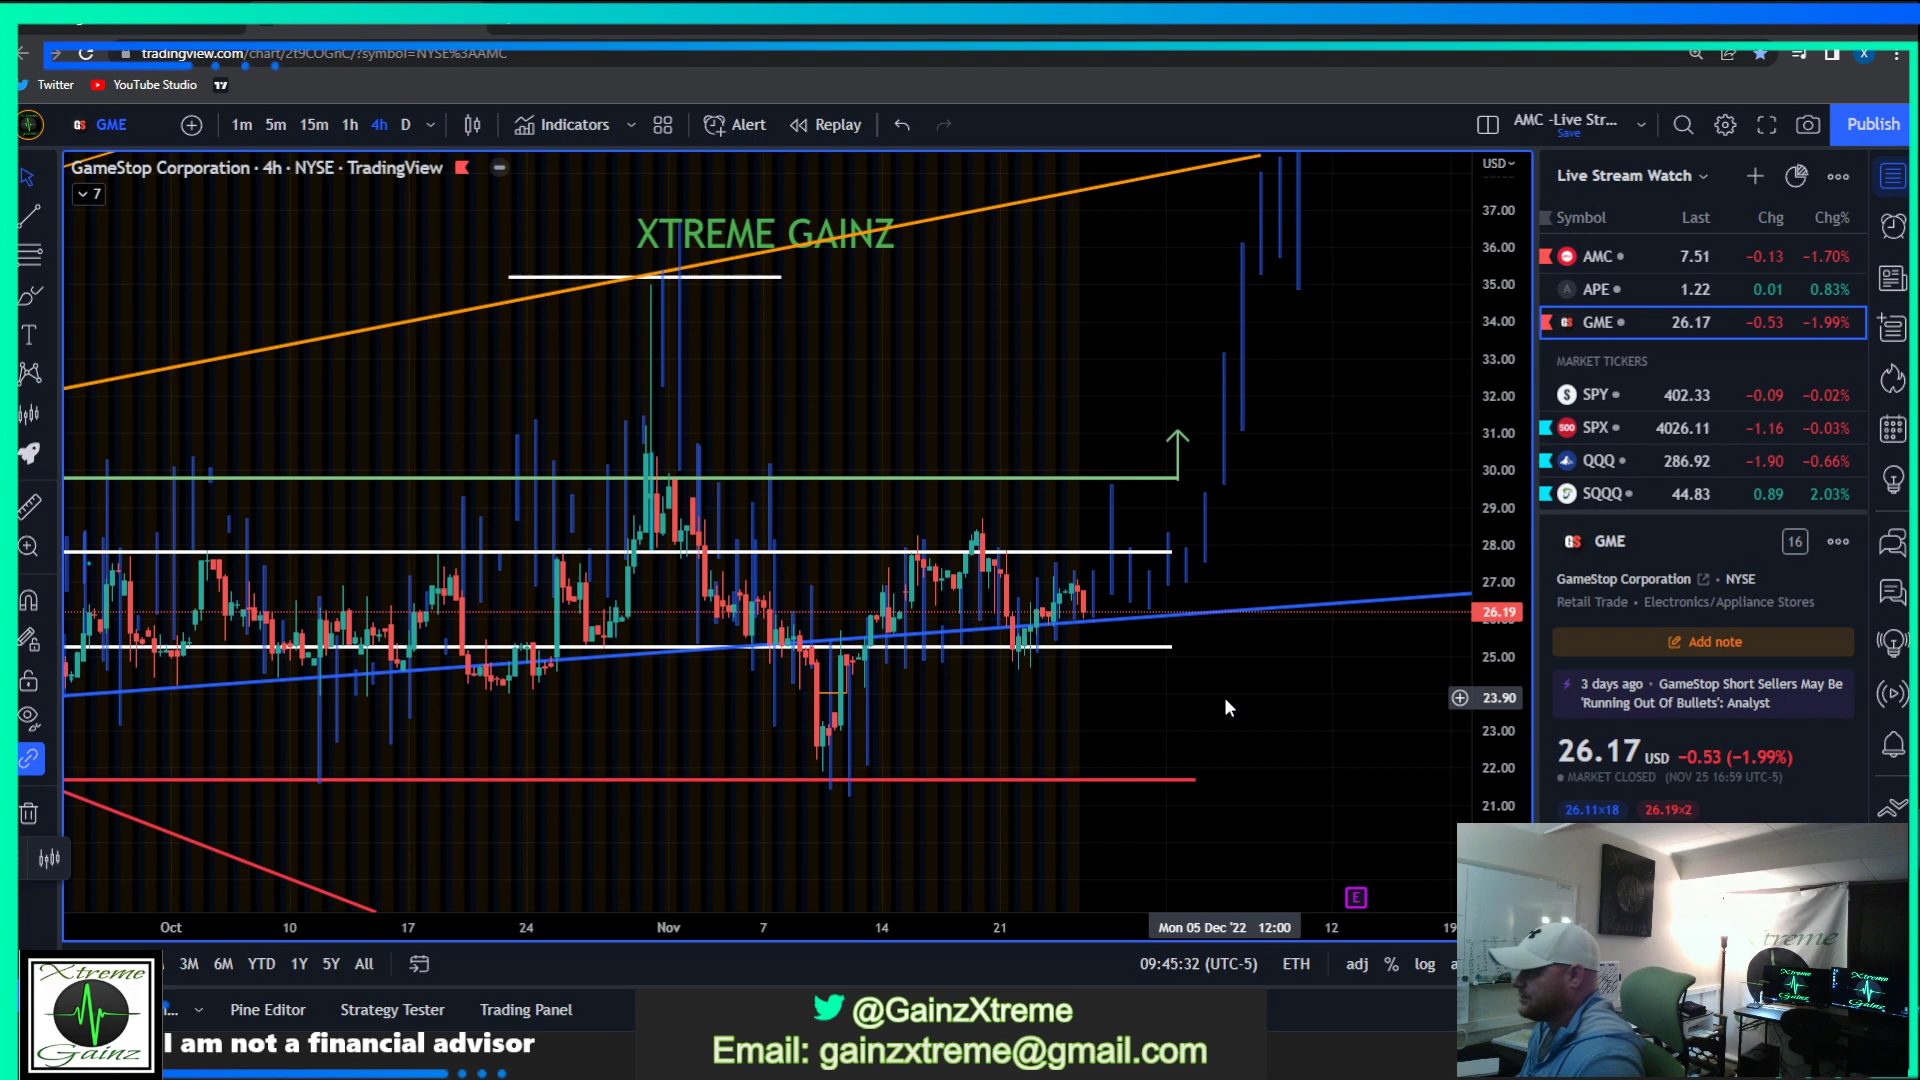 tradingview.com/chart/2t9COGnC/?symbol=NYSE%3AAMC
Twitter YouTube Studio
GME 1m 5m 15m 1h 4h D Indicators Alert Replay AMC -Live Str... Save Publish
GameStop Corporation · 4h · NYSE · TradingView
7
XTREME GAINZ
USD
37.00
36.00
35.00
34.00
33.00
32.00
31.00
30.00
29.00
28.00
27.00
26.19
25.00
23.90
23.00
22.00
21.00
E
Oct 10 17 24 Nov 7 14 21 Mon 05 Dec '22 12:00 12 19
Live Stream Watch
Symbol Last Chg Chg%
AMC 7.51 −0.13 −1.70%
APE 1.22 0.01 0.83%
GME 26.17 −0.53 −1.99%
MARKET TICKERS
SPY 402.33 −0.09 −0.02%
SPX 4026.11 −1.16 −0.03%
QQQ 286.92 −1.90 −0.66%
SQQQ 44.83 0.89 2.03%
GME 16
GameStop Corporation • NYSE
Retail Trade • Electronics/Appliance Stores
Add note
3 days ago · GameStop Short Sellers May Be
'Running Out Of Bullets': Analyst
26.17 USD −0.53 (−1.99%)
MARKET CLOSED (NOV 25 16:59 UTC-5)
26.11×18 26.19×2
3M 6M YTD 1Y 5Y All 09:45:32 (UTC-5) ETH adj % log
Pine Editor Strategy Tester Trading Panel
I am not a financial advisor
Xtreme
Gainz
@GainzXtreme
Email: gainzxtreme@gmail.com